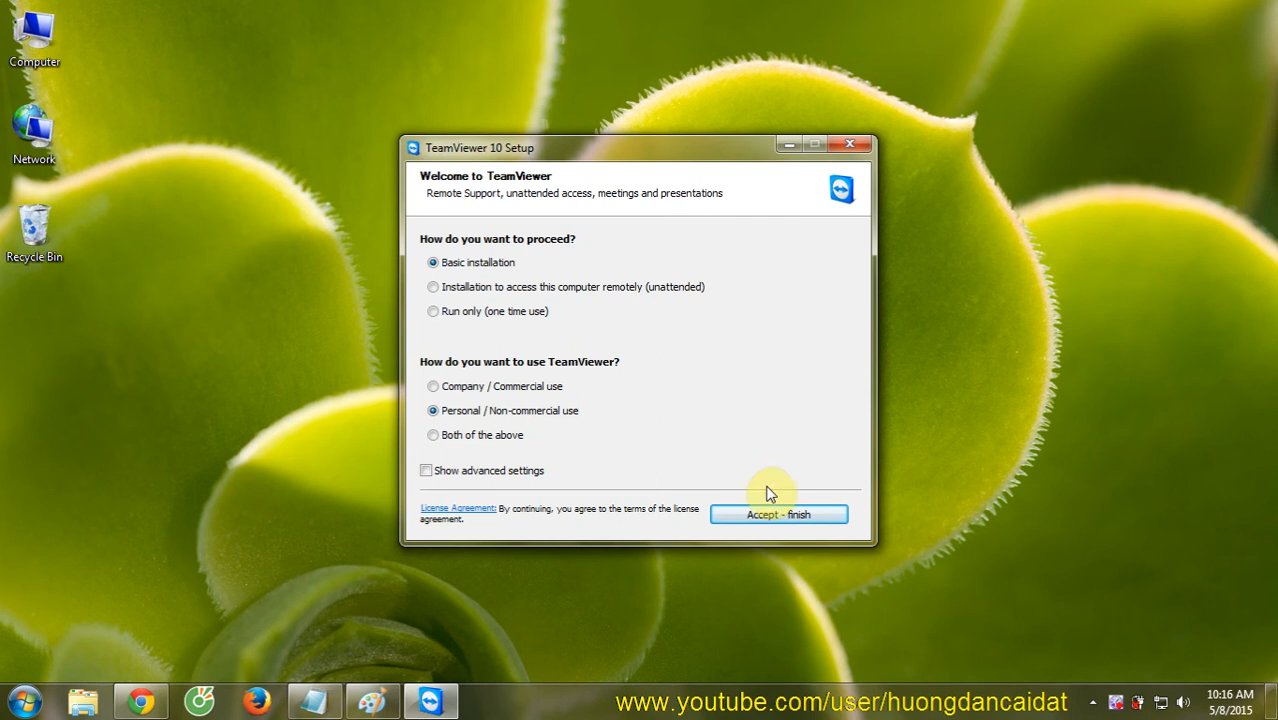 Computer
Network
Recycle Bin
TeamViewer 10 Setup
Welcome to TeamViewer
Remote Support, unattended access, meetings and presentations
How do you want to proceed?
Basic installation
Installation to access this computer remotely (unattended)
Run only (one time use)
How do you want to use TeamViewer?
Company / Commercial use
Personal / Non-commercial use
Both of the above
Show advanced settings
License Agreement: By continuing, you agree to the terms of the license
agreement.
Accept - finish
www.youtube.com/user/huongdancaidat
10:16 AM
5/8/2015